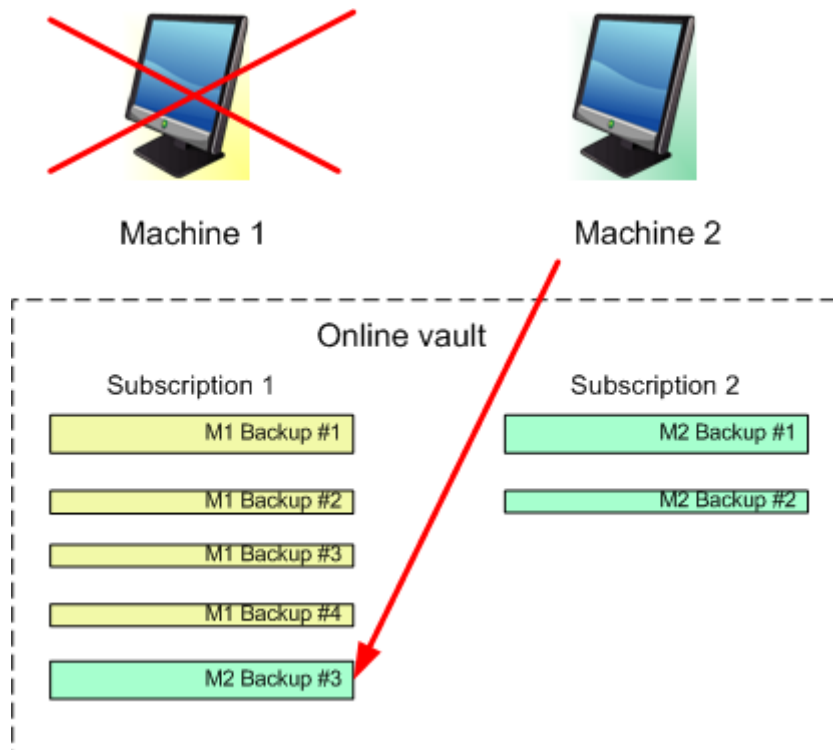 Machine 1
Machine 2
Online vault
Subscription 1
Subscription 2
M1 Backup #1
M2 Backup #1
M1 Backup #2
M2 Backup #2
M1 Backup #3
M1 Backup #4
M2 Backup #3